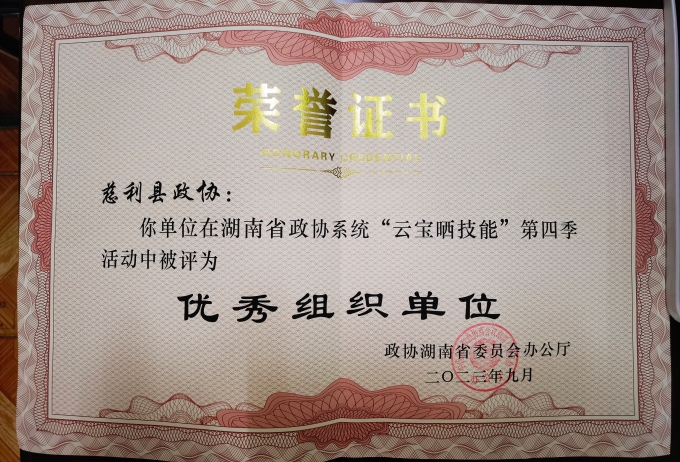 荣誉证书
HONORARY CREDENTIAL
慈利县政协：
你单位在湖南省政协系统“云宝晒技能”第四季
活动中被评为
优秀组织单位
政协湖南省委员会办公厅
二〇二三年九月